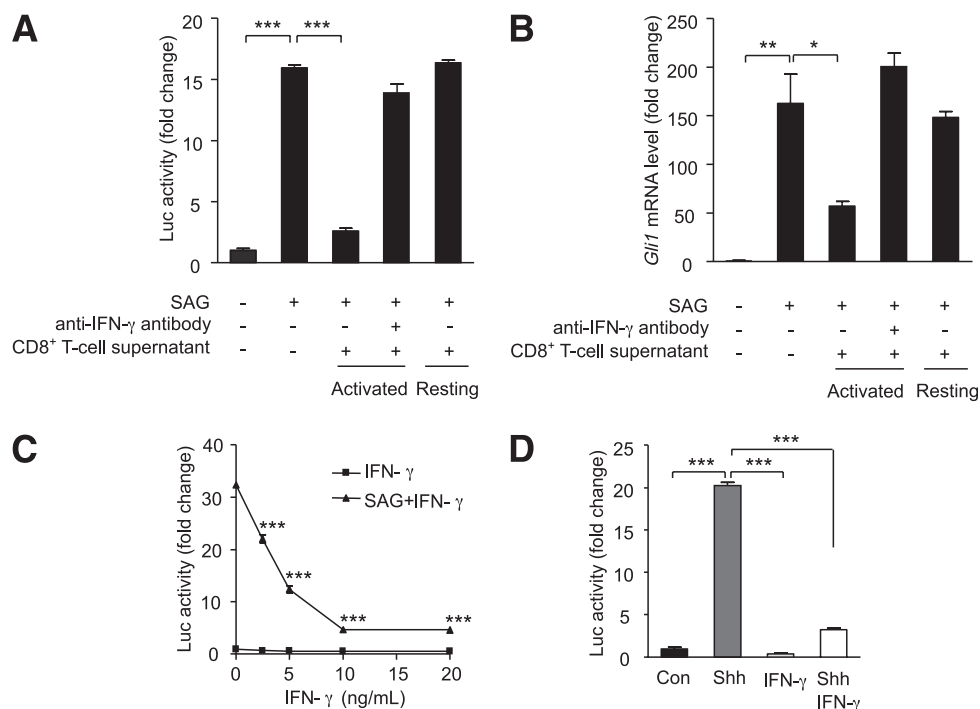 A
Luc activity (fold change)
20
15
10
5
0
*** ***
SAG - + + + +
anti-IFN-γ antibody - - +
CD8+ T-cell supernatant - - + + +
Activated Resting
B
Gli1 mRNA level (fold change)
250
200
150
100
50
0
** *
SAG - + + + +
anti-IFN-γ antibody - - +
CD8+ T-cell supernatant - - + + +
Activated Resting
C
Luc activity (fold change)
40
30
20
10
0
IFN- γ
SAG+IFN- γ
***
***
*** ***
0 5 10 15 20
IFN- γ (ng/mL)
D
Luc activity (fold change)
25
20
15
10
5
0
***
*** ***
Con Shh IFN-γ Shh
IFN-γ